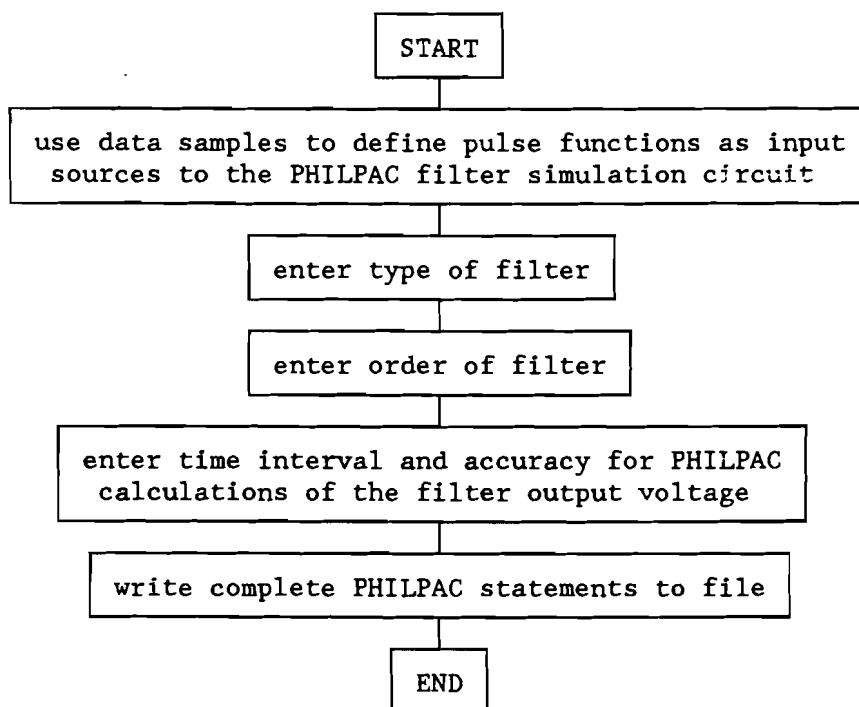 START
use data samples to define pulse functions as input
sources to the PHILPAC filter simulation circuit
enter type of filter
enter order of filter
enter time interval and accuracy for PHILPAC
calculations of the filter output voltage
write complete PHILPAC statements to file
END